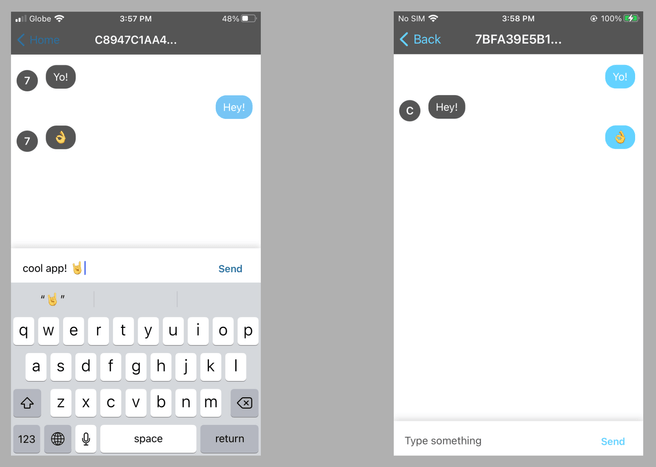 Globe 3:57 PM 48%
Home C8947C1AA4...
7 Yo!
Hey!
7 👌
cool app! 🤘 Send
"🤘"
q w e r t y u i o p
a s d f g h j k l
z x c v b n m
123 space return
No SIM 3:58 PM 100%
Back 7BFA39E5B1...
Yo!
C Hey!
👌
Type something Send